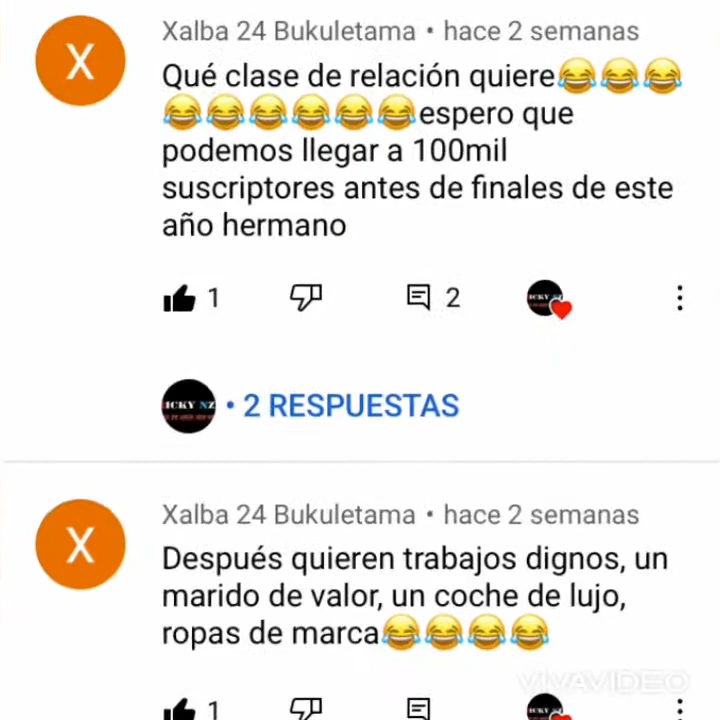 Xalba 24 Bukuletama • hace 2 semanas
X
Qué clase de relación quiere😂😂😂
😂😂😂😂😂😂espero que
podemos llegar a 100mil
suscriptores antes de finales de este
año hermano
1
2
ICKY NZ
• 2 RESPUESTAS
Xalba 24 Bukuletama • hace 2 semanas
X
Después quieren trabajos dignos, un
marido de valor, un coche de lujo,
ropas de marca😂😂😂😂
VIVAVIDEO
1